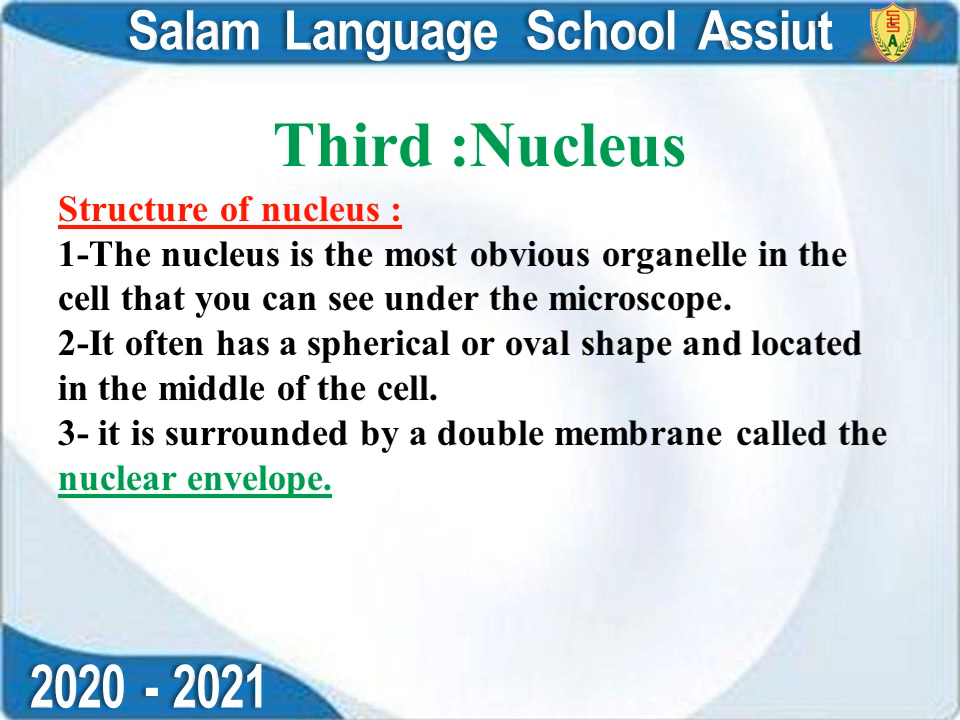 Salam Language School Assiut
Third :Nucleus
Structure of nucleus :
1-The nucleus is the most obvious organelle in the
cell that you can see under the microscope.
2-It often has a spherical or oval shape and located
in the middle of the cell.
3- it is surrounded by a double membrane called the
nuclear envelope.
2020 - 2021